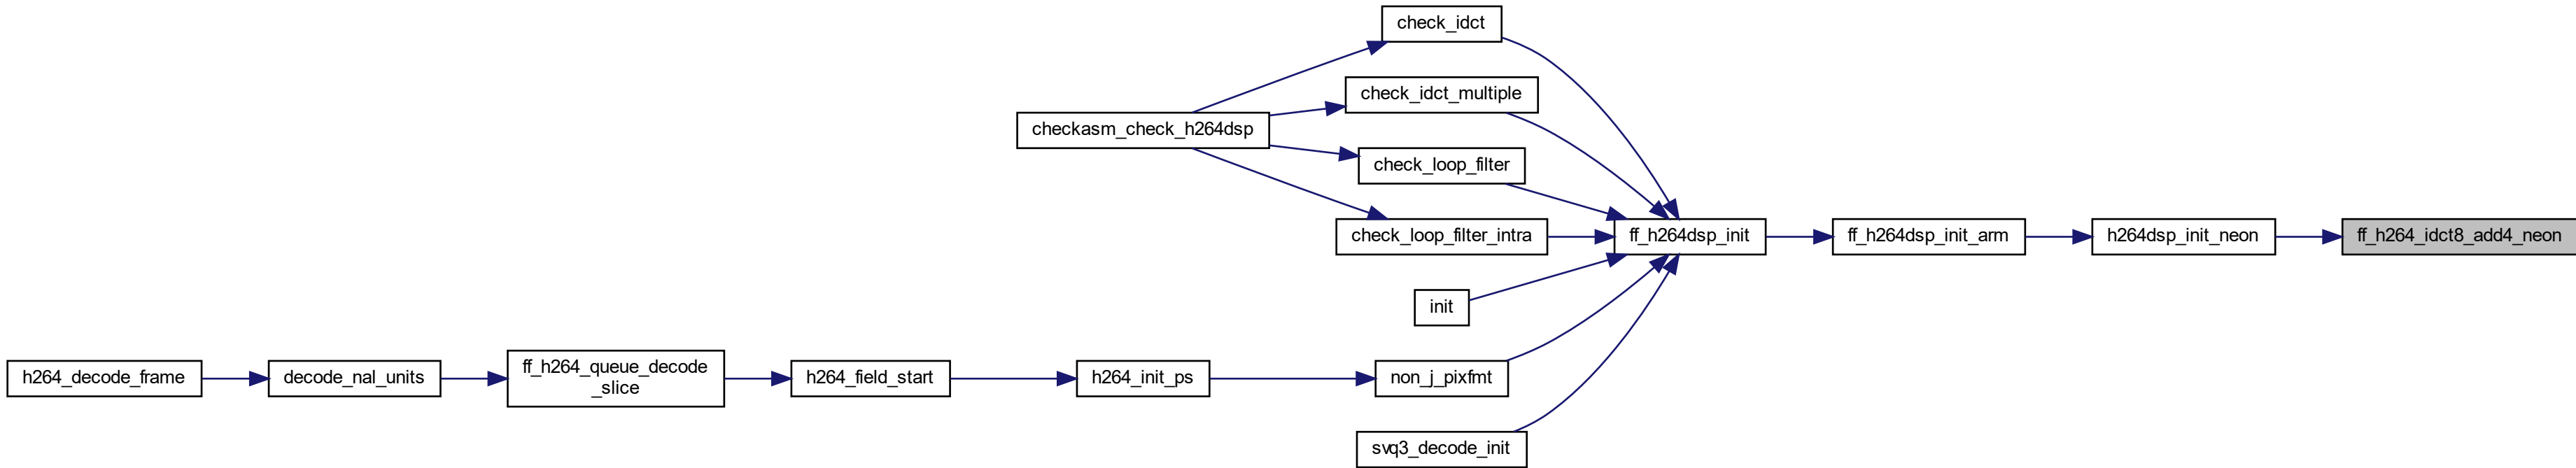 check_idct
check_idct_multiple
checkasm_check_h264dsp
check_loop_filter
check_loop_filter_intra
ff_h264dsp_init
ff_h264dsp_init_arm
h264dsp_init_neon
ff_h264_idct8_add4_neon
init
h264_decode_frame
decode_nal_units
ff_h264_queue_decode
_slice
h264_field_start
h264_init_ps
non_j_pixfmt
svq3_decode_init